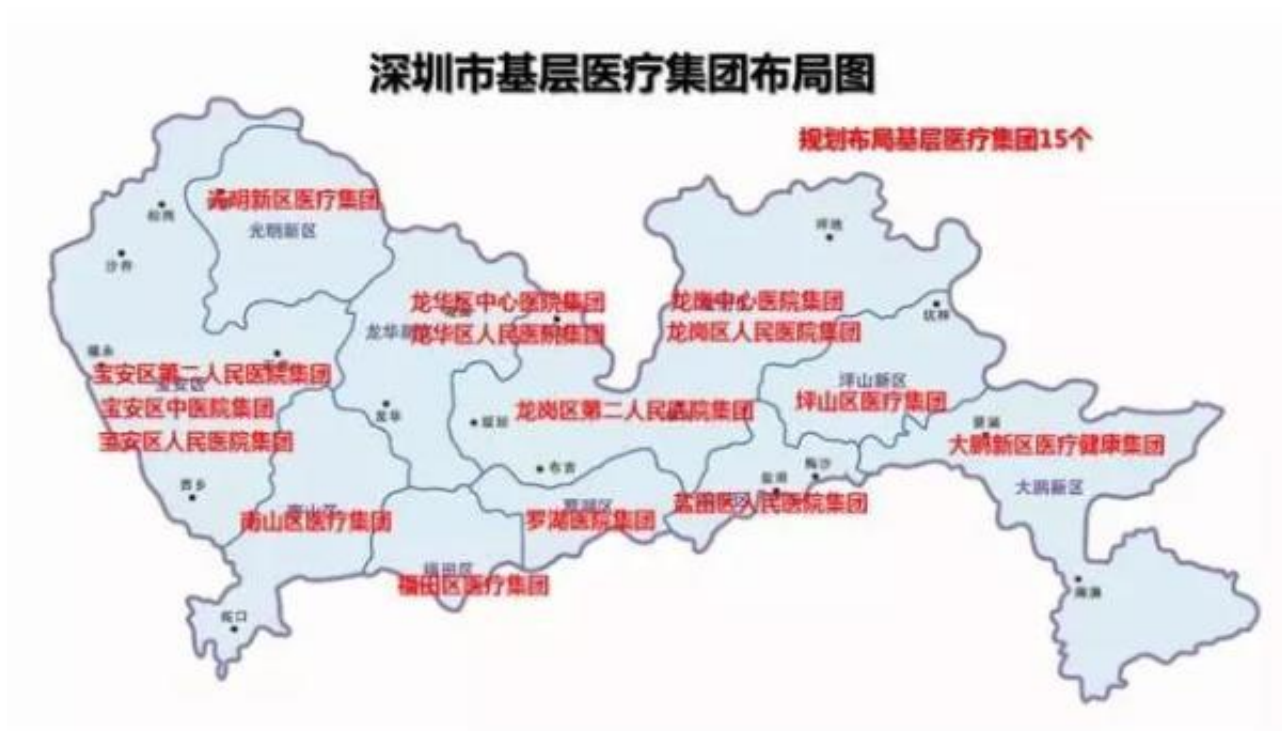 深圳市基层医疗集团布局图
规划布局基层医疗集团15个
光明新区医疗集团
松岗
光明新区
坪地
沙井
龙华区中心医院集团
龙岗中心医院集团
坑梓
龙华区人民医院集团
龙岗区人民医院集团
福永
宝安区第二人民医院集团
坪山新区
坪山区医疗集团
宝安区中医院集团
龙华
坂田
龙岗区第二人民医院集团
葵涌
宝安区人民医院集团
大鹏新区医疗健康集团
布吉
梅沙
盐田
西乡
大鹏新区
盐田区人民医院集团
南山区医疗集团
罗湖区
罗湖医院集团
福田区
福田区医疗集团
南澳
蛇口